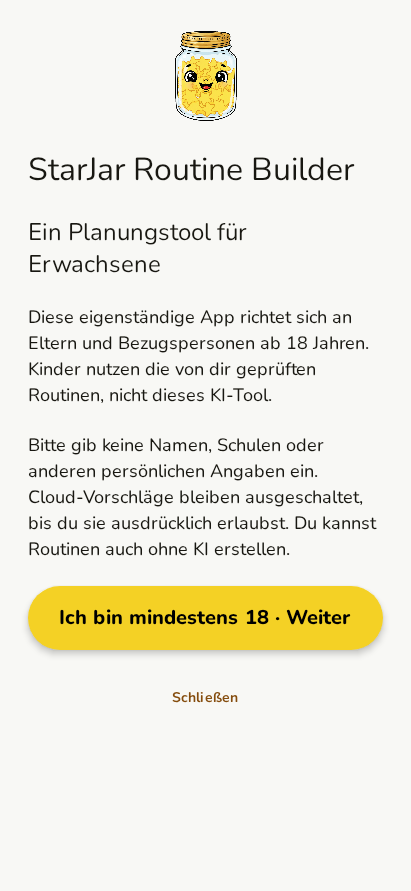 StarJar Routine Builder
Ein Planungstool für
Erwachsene
Diese eigenständige App richtet sich an
Eltern und Bezugspersonen ab 18 Jahren.
Kinder nutzen die von dir geprüften
Routinen, nicht dieses KI-Tool.
Bitte gib keine Namen, Schulen oder
anderen persönlichen Angaben ein.
Cloud-Vorschläge bleiben ausgeschaltet,
bis du sie ausdrücklich erlaubst. Du kannst
Routinen auch ohne KI erstellen.
Ich bin mindestens 18 · Weiter
Schließen